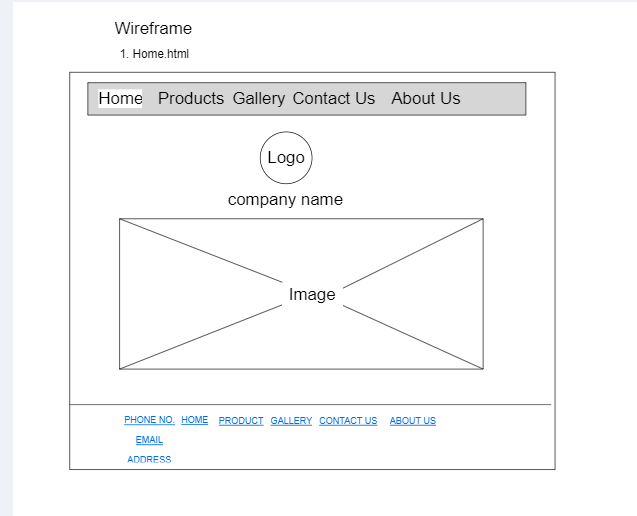 Wireframe
1. Home.html
Home Products Gallery Contact Us About Us
Logo
company name
Image
PHONE NO. HOME PRODUCT GALLERY CONTACT US ABOUT US
EMAIL
ADDRESS